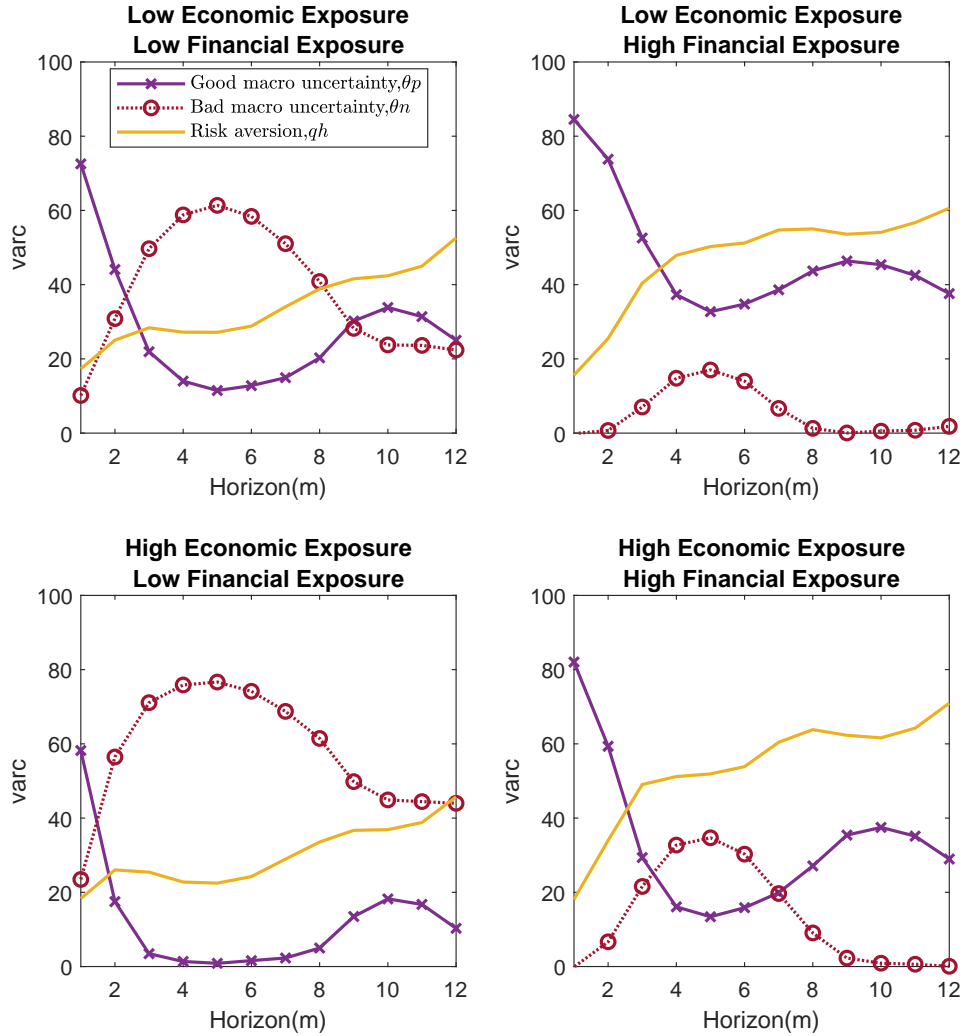 Low Economic Exposure
Low Financial Exposure
100
80
60
40
20
0
varc
Good macro uncertainty,θp
Bad macro uncertainty,θn
Risk aversion,qh
2 4 6 8 10 12
Horizon(m)
Low Economic Exposure
High Financial Exposure
100
80
60
40
20
0
varc
2 4 6 8 10 12
Horizon(m)
High Economic Exposure
Low Financial Exposure
100
80
60
40
20
0
varc
2 4 6 8 10 12
High Economic Exposure
High Financial Exposure
100
80
60
40
20
0
varc
2 4 6 8 10 12